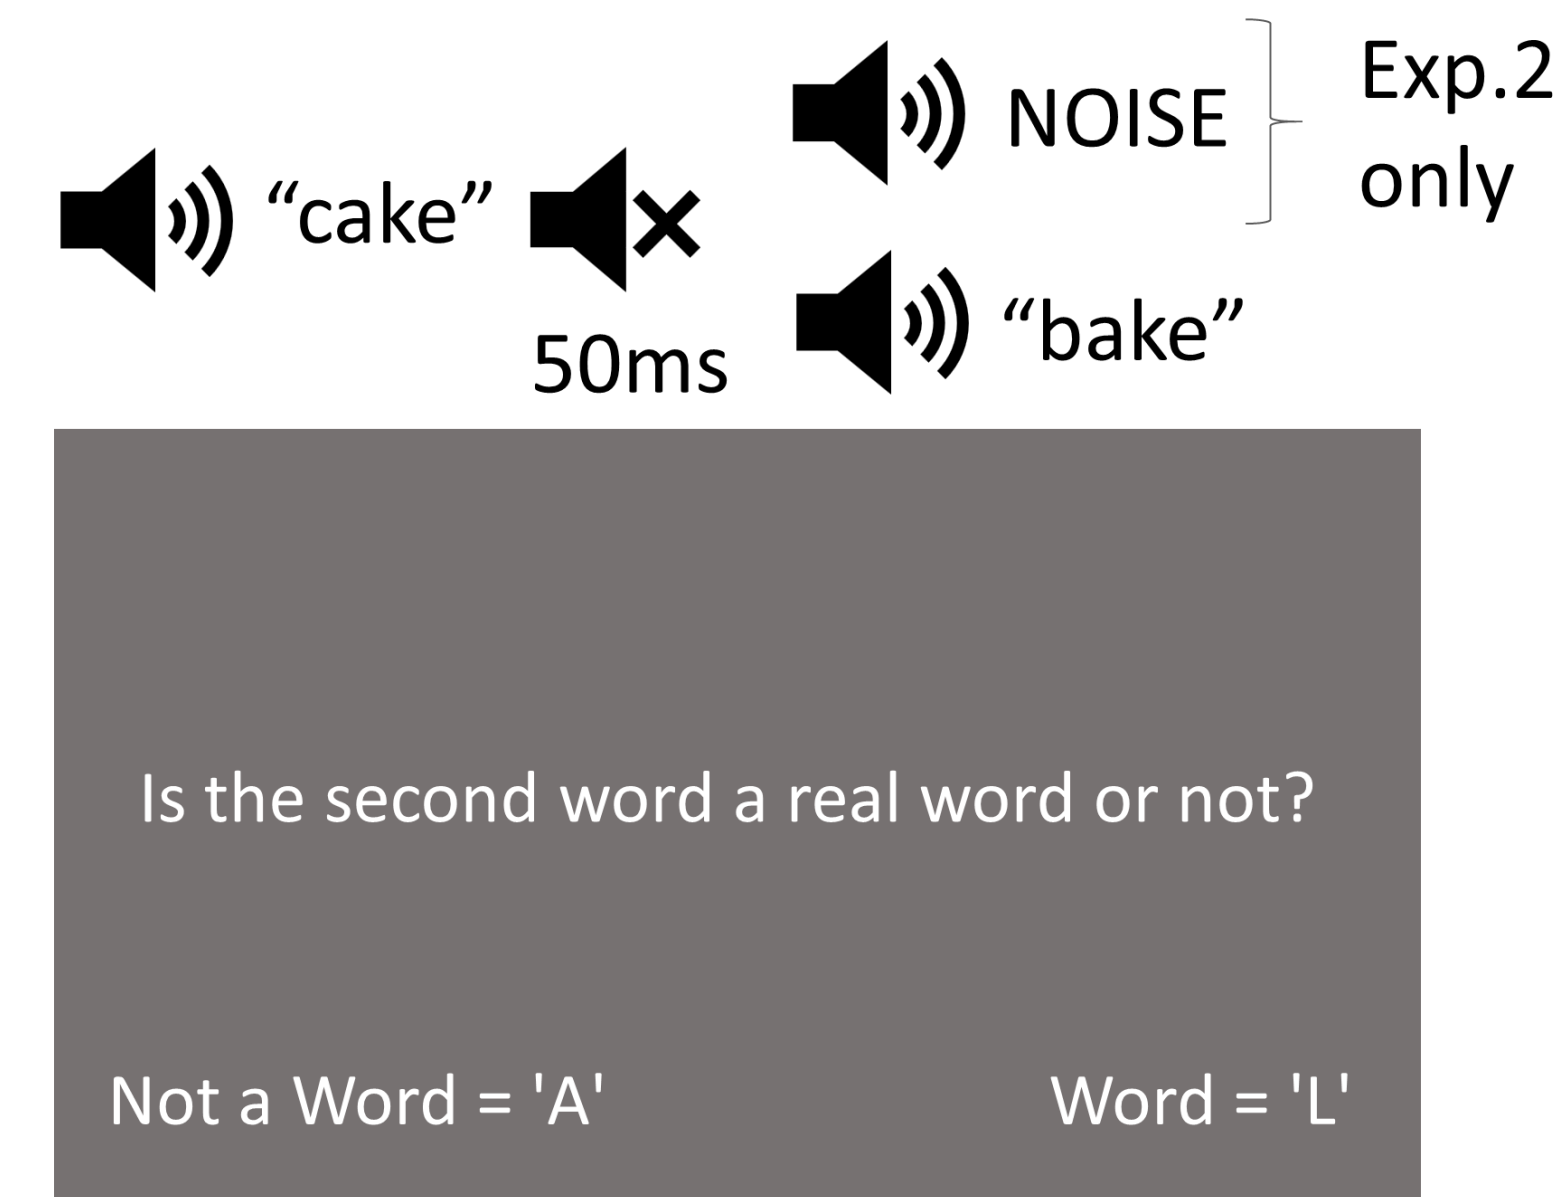 “cake”
50ms
NOISE
“bake”
Exp.2
only
Is the second word a real word or not?
Not a Word = 'A'
Word = 'L'